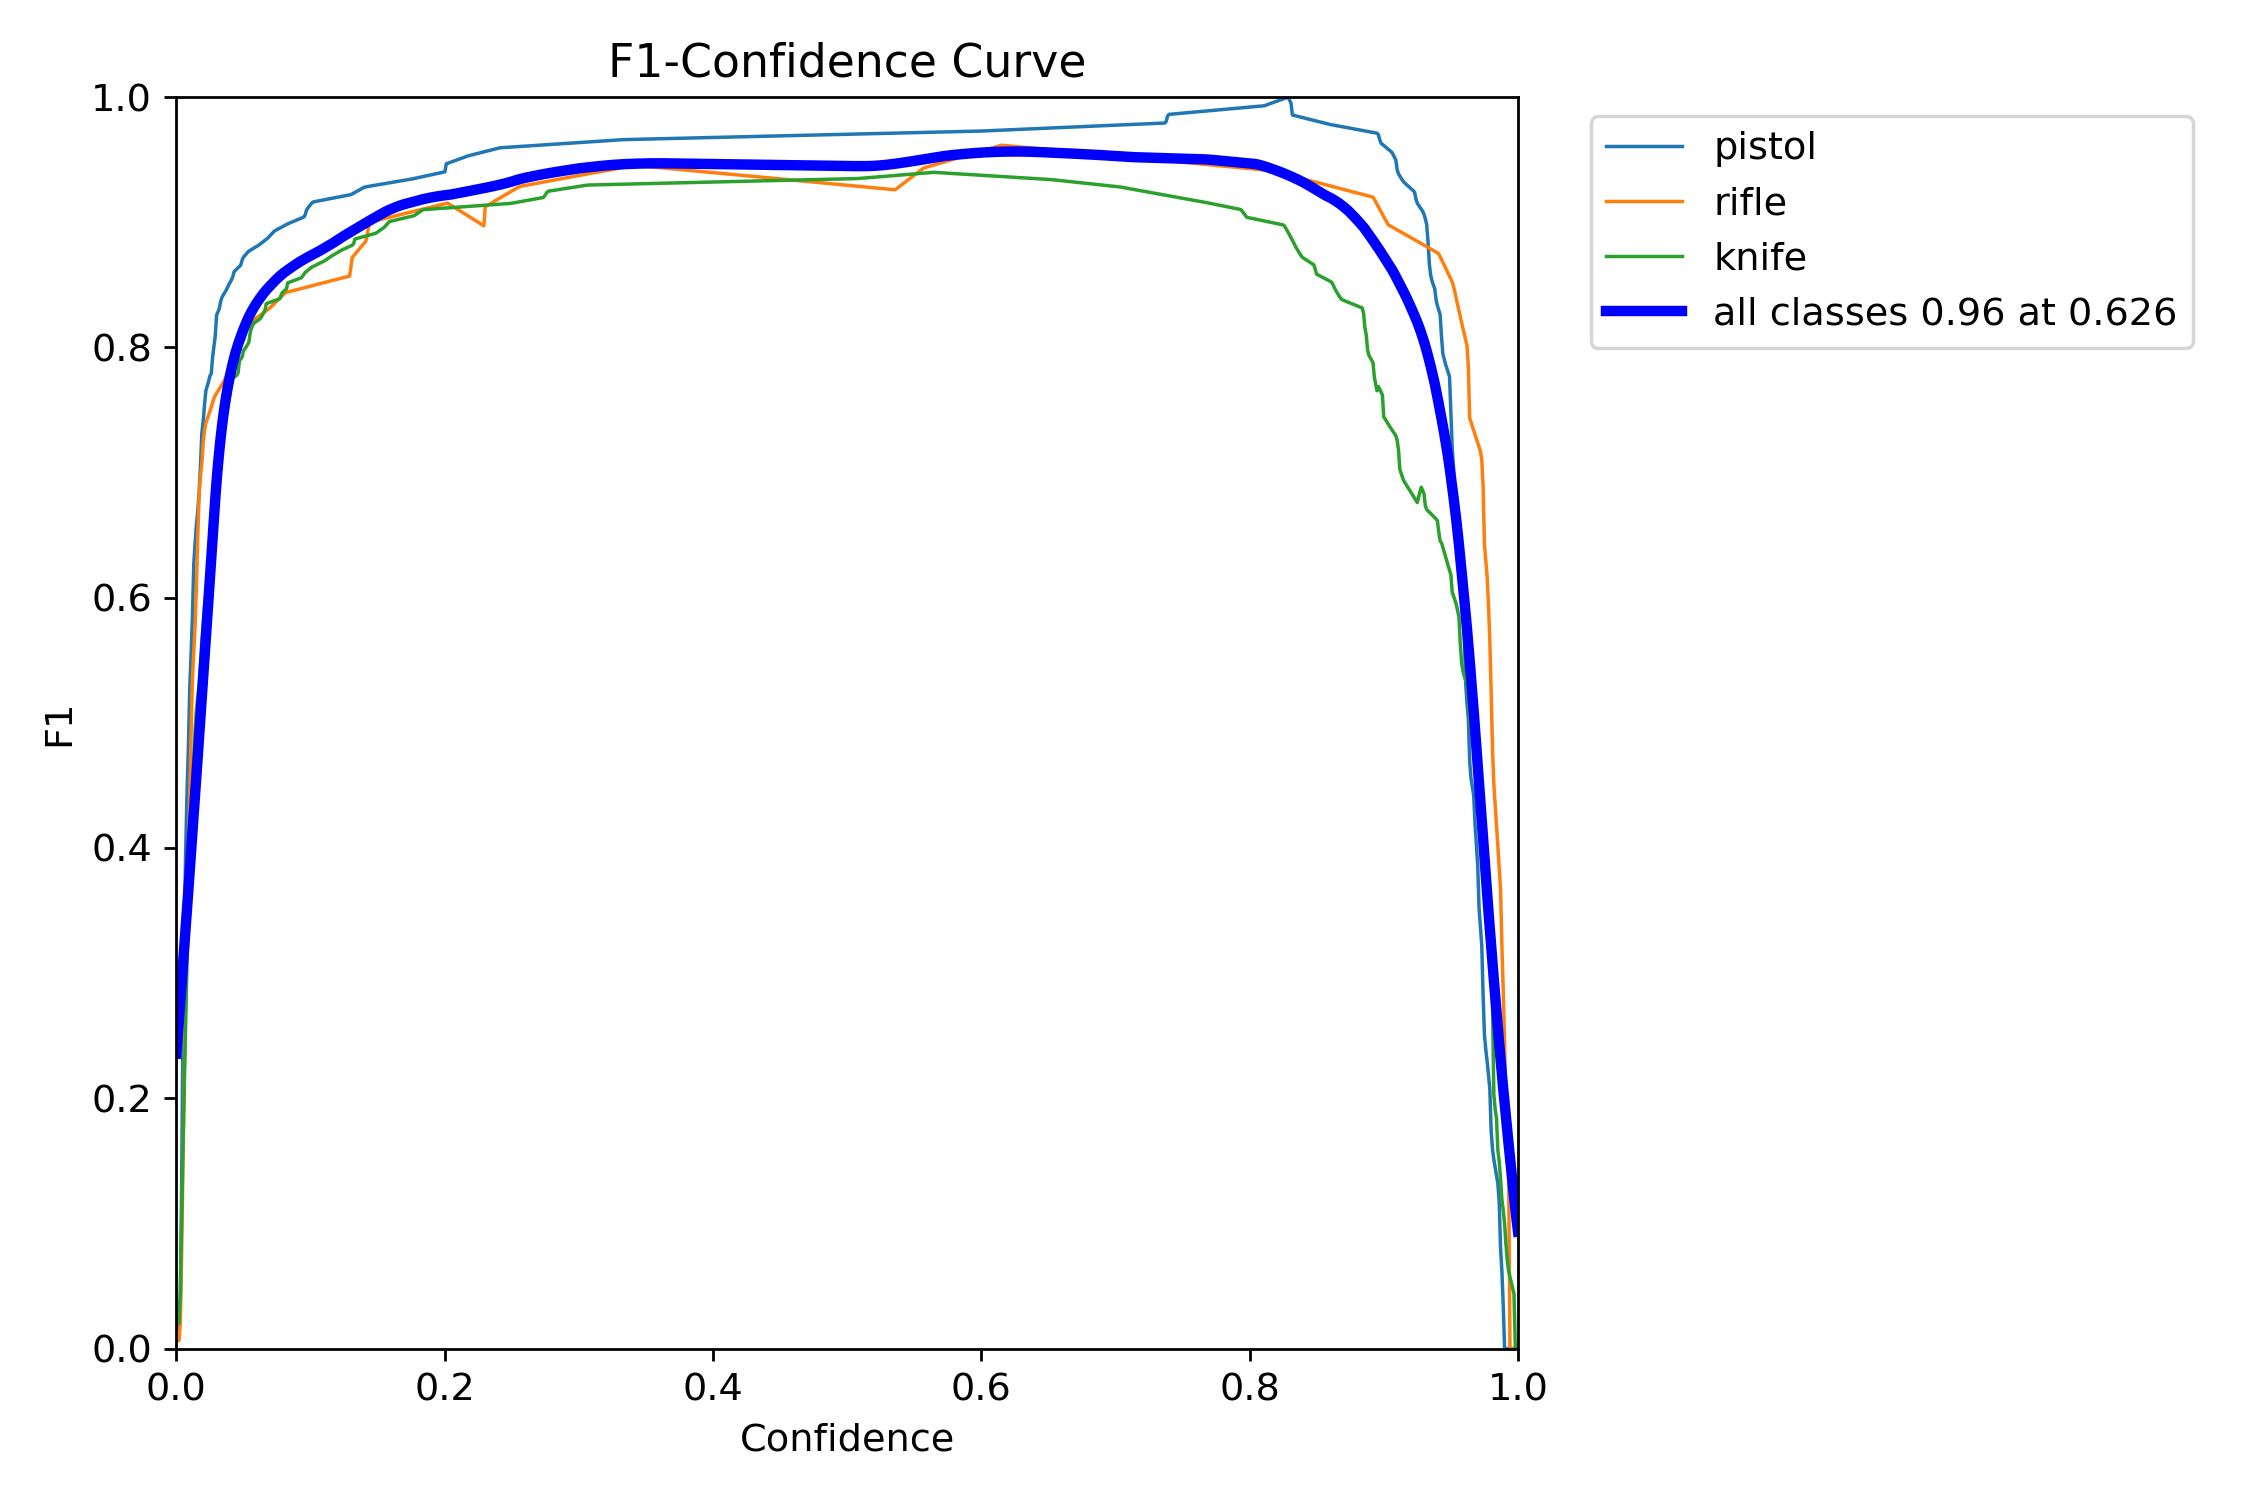 F1-Confidence Curve
1.0
0.8
0.6
0.4
0.2
0.0
F1
0.0 0.2 0.4 0.6 0.8 1.0
Confidence
pistol
rifle
knife
all classes 0.96 at 0.626